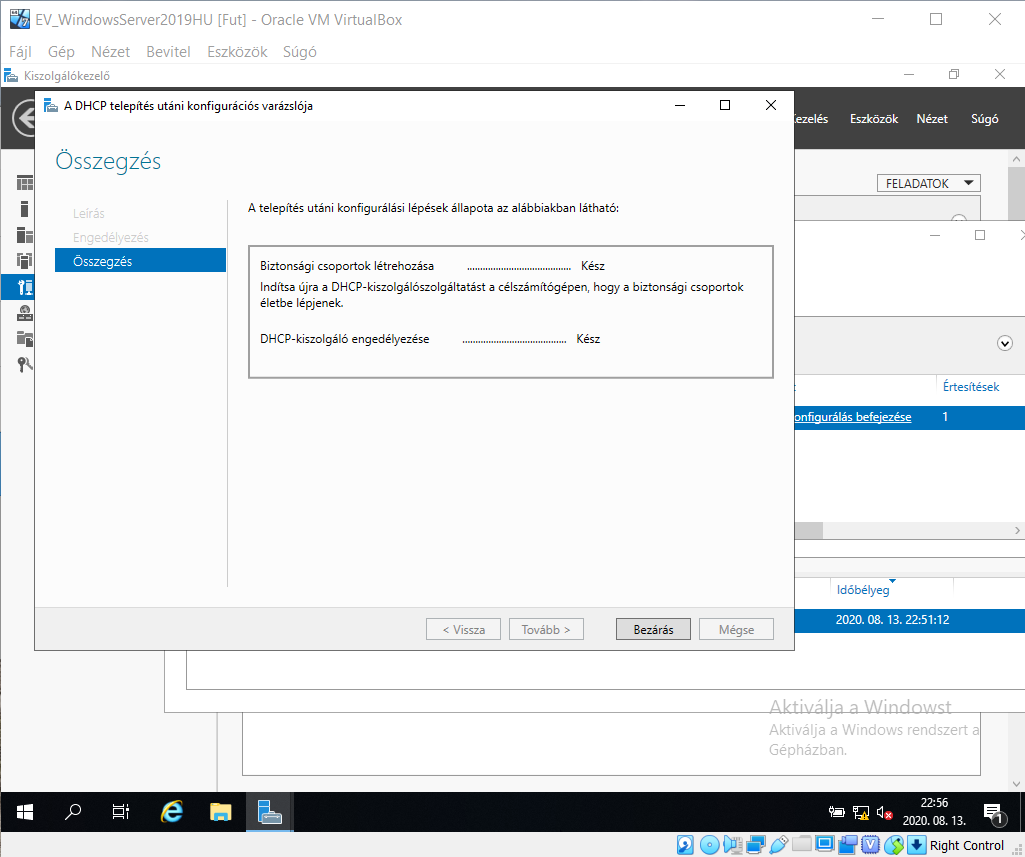 EV_WindowsServer2019HU [Fut] - Oracle VM VirtualBox
Fájl Gép Nézet Bevitel Eszközök Súgó
Kiszolgálókezelő
A DHCP telepítés utáni konfigurációs varázslója
ezelés Eszközök Nézet Súgó
Összegzés
FELADATOK
Leírás
Engedélyezés
Összegzés
A telepítés utáni konfigurálási lépések állapota az alábbiakban látható:
Biztonsági csoportok létrehozása ....................................... Kész
Indítsa újra a DHCP-kiszolgálószolgáltatást a célszámítógépen, hogy a biztonsági csoportok
életbe lépjenek.
DHCP-kiszolgáló engedélyezése ....................................... Kész
Értesítések
onfigurálás befejezése 1
Időbélyeg
2020. 08. 13. 22:51:12
< Vissza Tovább > Bezárás Mégse
Aktiválja a Windowst
Aktiválja a Windows rendszert a
Gépházban.
22:56
2020. 08. 13.
1
Right Control